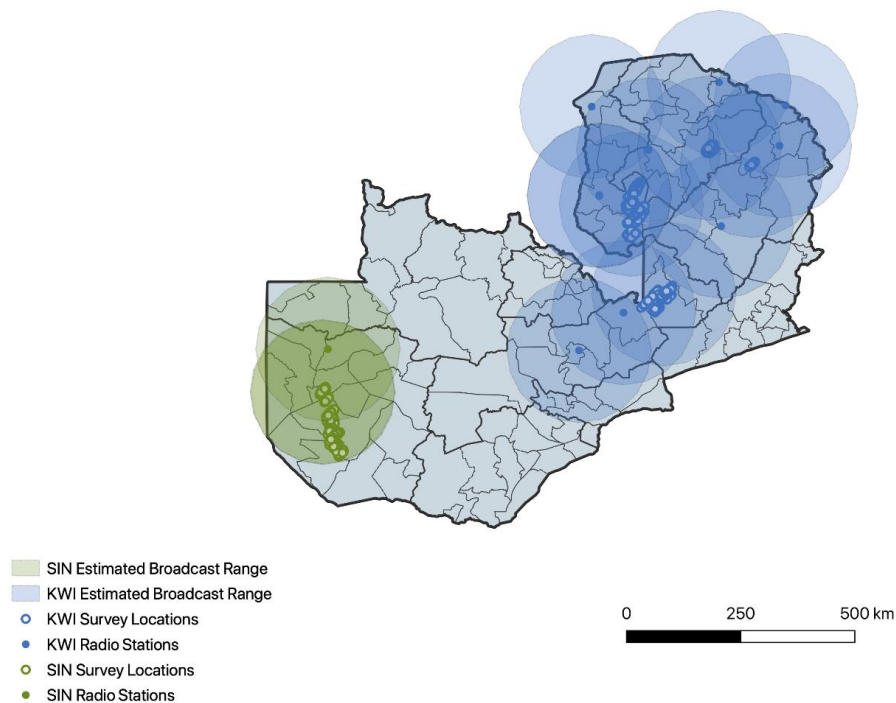 SIN Estimated Broadcast Range
KWI Estimated Broadcast Range
KWI Survey Locations
KWI Radio Stations
SIN Survey Locations
SIN Radio Stations
0 250 500 km